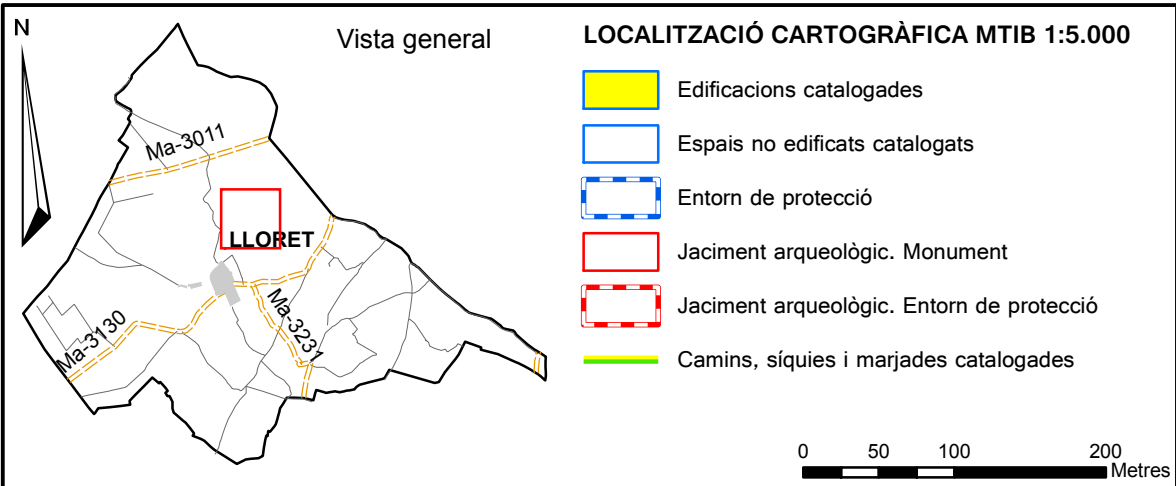 N
Vista general
Ma-3011
LLORET
Ma-3130
Ma-3231
LOCALITZACIÓ CARTOGRÀFICA MTIB 1:5.000
Edificacions catalogades
Espais no edificats catalogats
Entorn de protecció
Jaciment arqueològic. Monument
Jaciment arqueològic. Entorn de protecció
Camins, síquies i marjades catalogades
0 50 100 200
Metres